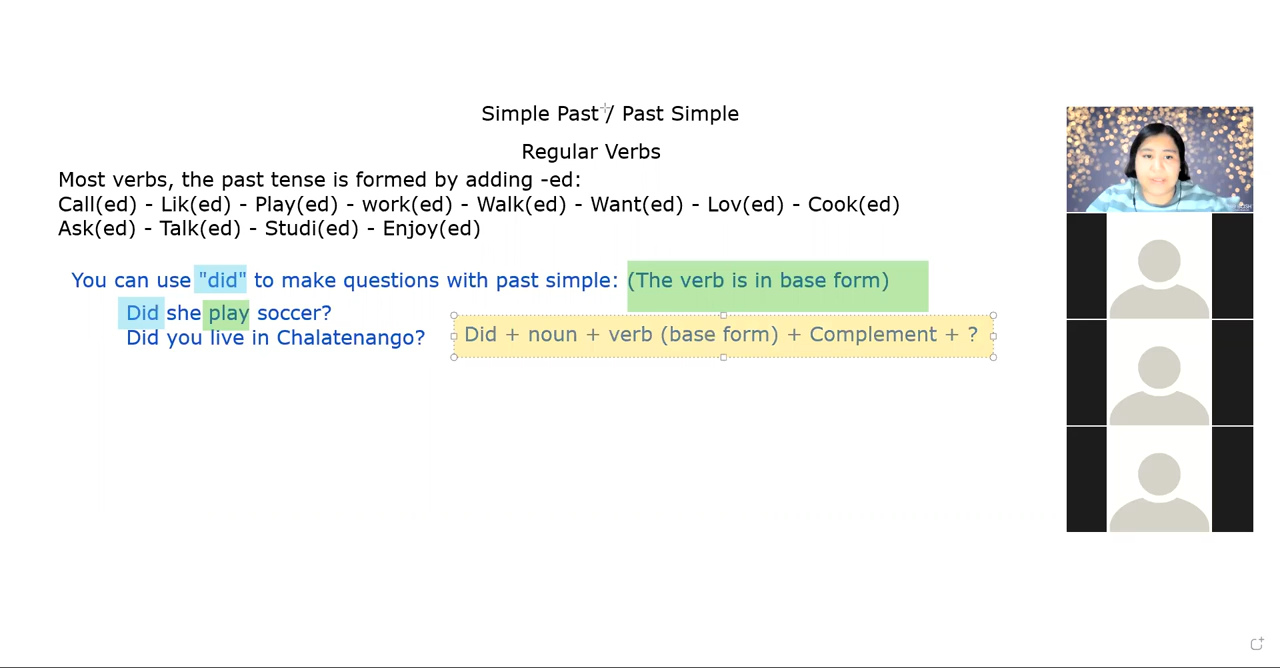 Simple Past / Past Simple
Regular Verbs
Most verbs, the past tense is formed by adding -ed:
Call(ed) - Lik(ed) - Play(ed) - work(ed) - Walk(ed) - Want(ed) - Lov(ed) - Cook(ed)
Ask(ed) - Talk(ed) - Studi(ed) - Enjoy(ed)
You can use "did" to make questions with past simple: (The verb is in base form)
Did she play soccer?
Did you live in Chalatenango?
Did + noun + verb (base form) + Complement + ?